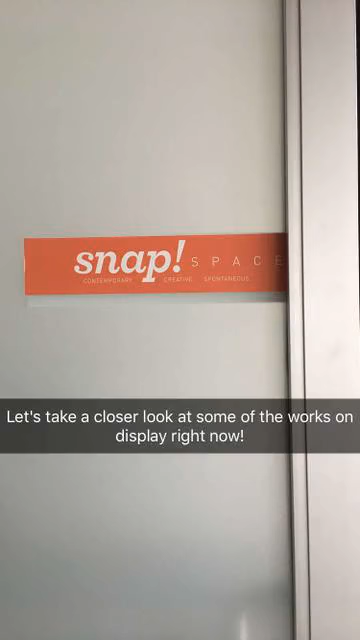 snap! SPACE
CONTEMPORARY CREATIVE SPONTANEOUS
Let's take a closer look at some of the works on
display right now!